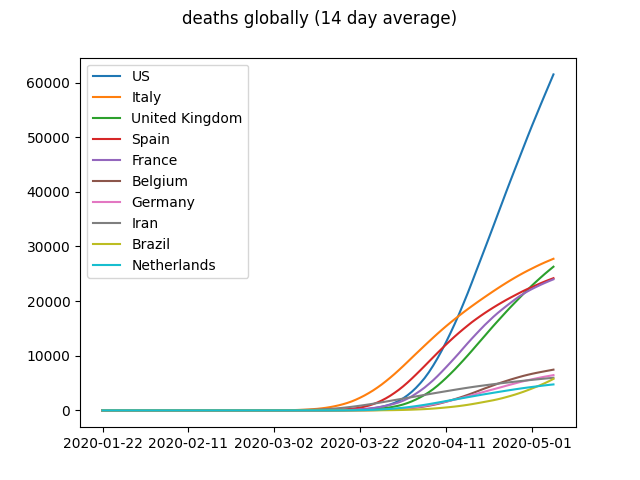 deaths globally (14 day average)
60000
50000
40000
30000
20000
10000
0
US
Italy
United Kingdom
Spain
France
Belgium
Germany
Iran
Brazil
Netherlands
2020-01-22 2020-02-11 2020-03-02 2020-03-22 2020-04-11 2020-05-01